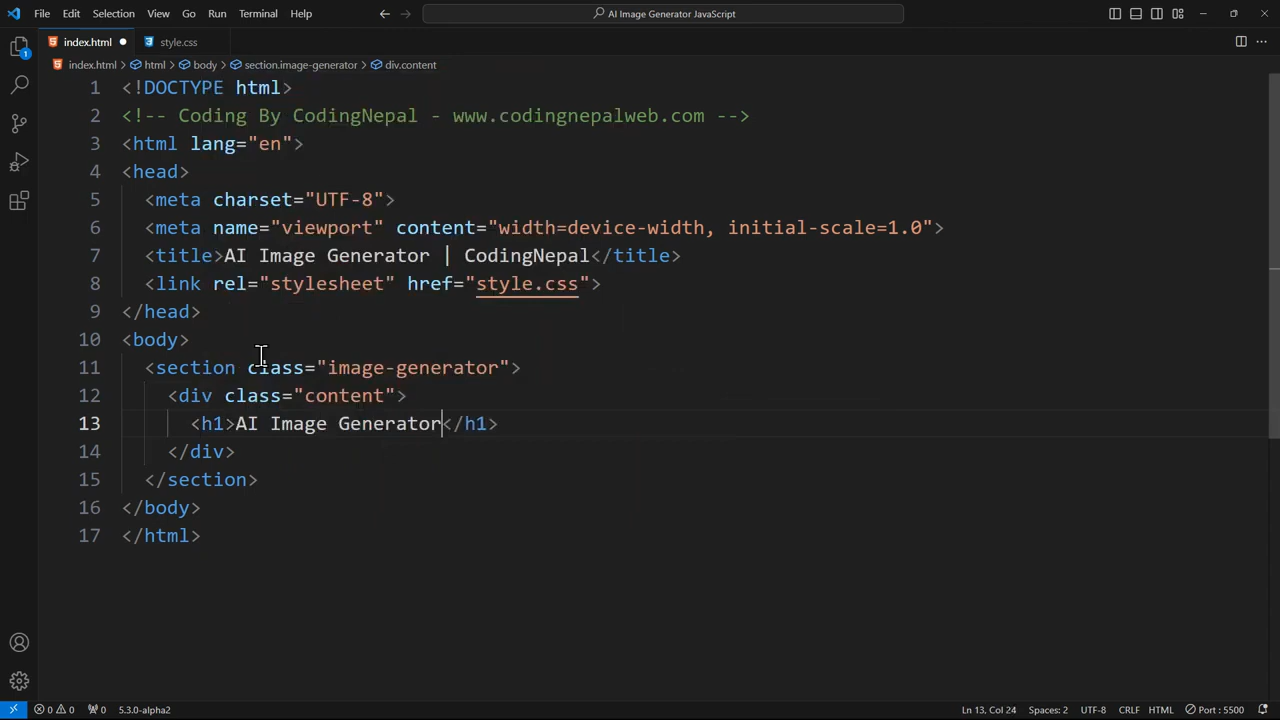 File Edit Selection View Go Run Terminal Help
AI Image Generator JavaScript
index.html
style.css
index.html > html > body > section.image-generator > div.content
1 <!DOCTYPE html>
2 <!-- Coding By CodingNepal - www.codingnepalweb.com -->
3 <html lang="en">
4 <head>
5 <meta charset="UTF-8">
6 <meta name="viewport" content="width=device-width, initial-scale=1.0">
7 <title>AI Image Generator | CodingNepal</title>
8 <link rel="stylesheet" href="style.css">
9 </head>
10 <body>
11 <section class="image-generator">
12 <div class="content">
13 <h1>AI Image Generator</h1>
14 </div>
15 </section>
16 </body>
17 </html>
1
0 0 0 5.3.0-alpha2 Ln 13, Col 24 Spaces: 2 UTF-8 CRLF HTML Port : 5500